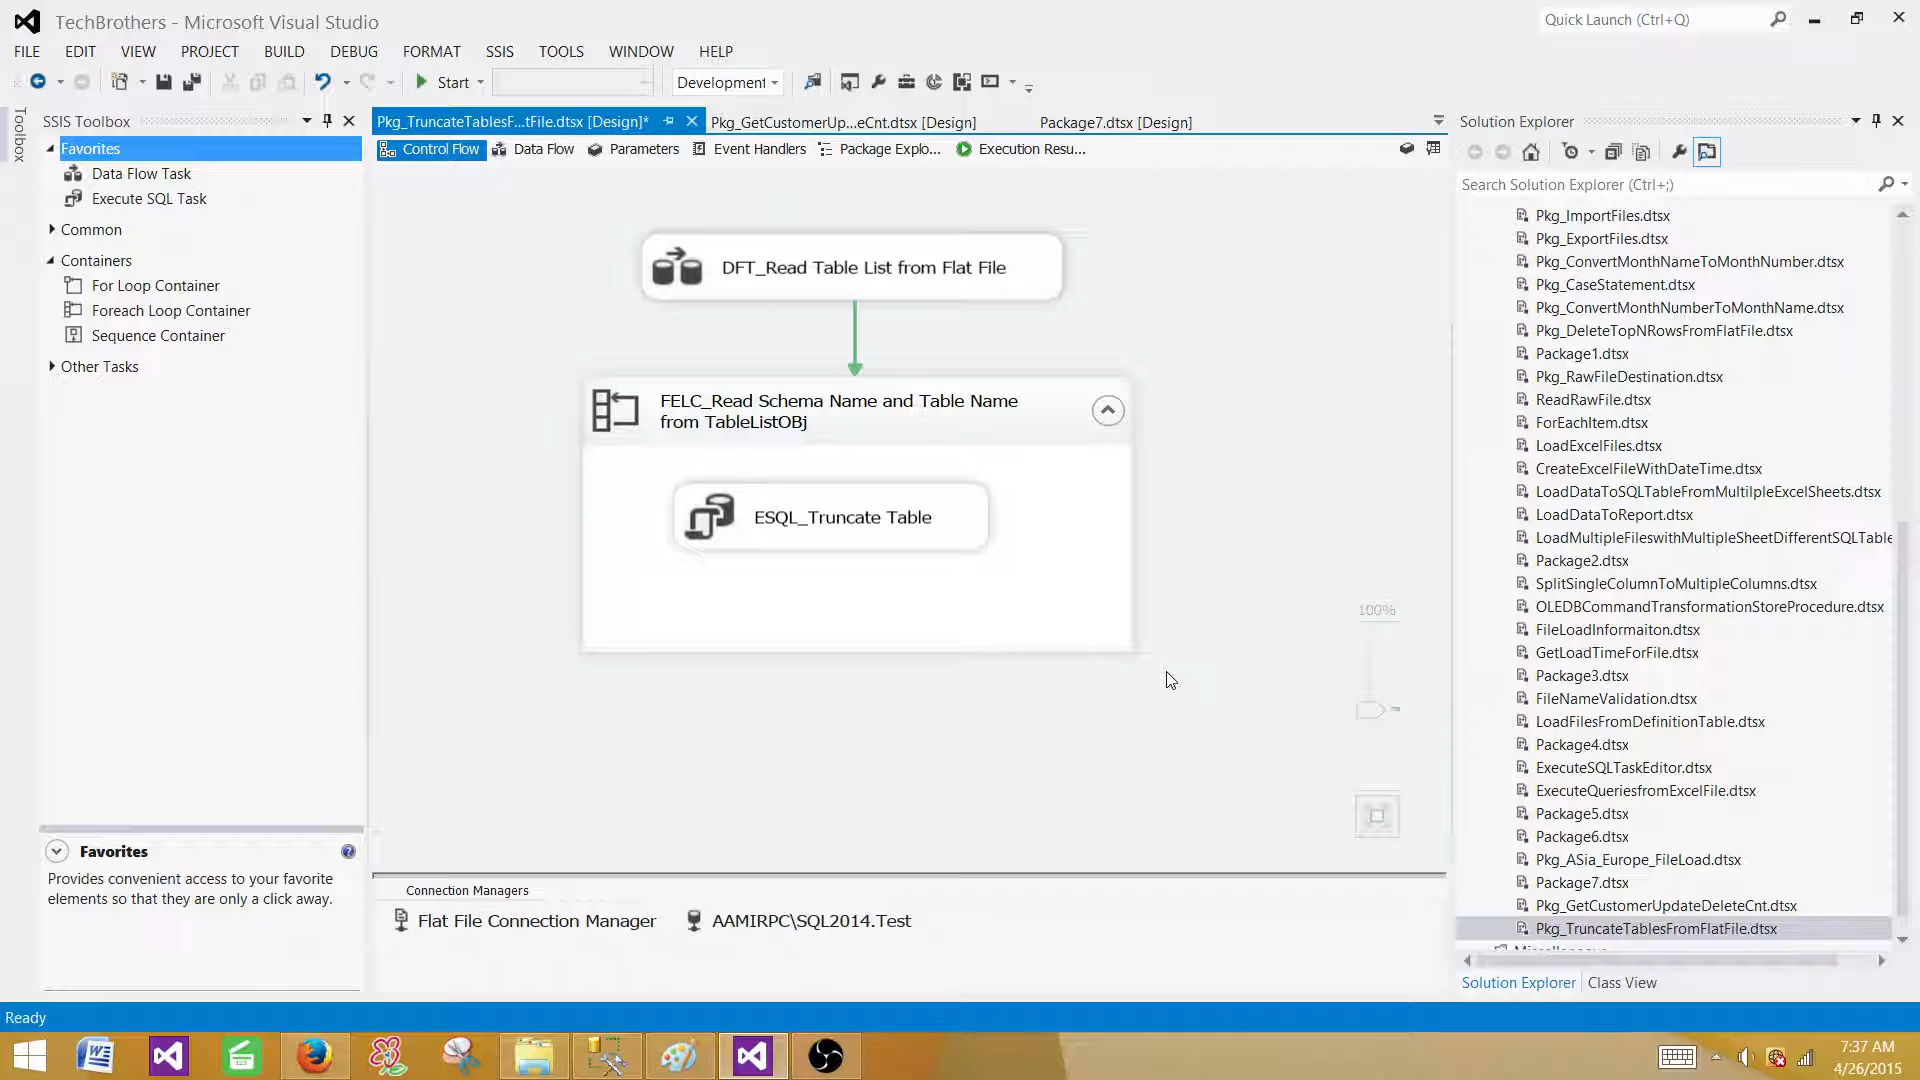 TechBrothers - Microsoft Visual Studio
Quick Launch (Ctrl+Q)
FILE EDIT VIEW PROJECT BUILD DEBUG FORMAT SSIS TOOLS WINDOW HELP
Start Development
Toolbox
SSIS Toolbox
Favorites
Data Flow Task
Execute SQL Task
Common
Containers
For Loop Container
Foreach Loop Container
Sequence Container
Other Tasks
Favorites
Provides convenient access to your favorite
elements so that they are only a click away.
Pkg_TruncateTablesF...tFile.dtsx [Design]* Pkg_GetCustomerUp...eCnt.dtsx [Design] Package7.dtsx [Design]
Control Flow Data Flow Parameters Event Handlers Package Explo... Execution Resu...
DFT_Read Table List from Flat File
FELC_Read Schema Name and Table Name
from TableListOBj
ESQL_Truncate Table
100%
Connection Managers
Flat File Connection Manager AAMIRPC\SQL2014.Test
Solution Explorer
Search Solution Explorer (Ctrl+;)
Pkg_ImportFiles.dtsx
Pkg_ExportFiles.dtsx
Pkg_ConvertMonthNameToMonthNumber.dtsx
Pkg_CaseStatement.dtsx
Pkg_ConvertMonthNumberToMonthName.dtsx
Pkg_DeleteTopNRowsFromFlatFile.dtsx
Package1.dtsx
Pkg_RawFileDestination.dtsx
ReadRawFile.dtsx
ForEachItem.dtsx
LoadExcelFiles.dtsx
CreateExcelFileWithDateTime.dtsx
LoadDataToSQLTableFromMultilpleExcelSheets.dtsx
LoadDataToReport.dtsx
LoadMultipleFileswithMultipleSheetDifferentSQLTable
Package2.dtsx
SplitSingleColumnToMultipleColumns.dtsx
OLEDBCommandTransformationStoreProcedure.dtsx
FileLoadInformaiton.dtsx
GetLoadTimeForFile.dtsx
Package3.dtsx
FileNameValidation.dtsx
LoadFilesFromDefinitionTable.dtsx
Package4.dtsx
ExecuteSQLTaskEditor.dtsx
ExecuteQueriesfromExcelFile.dtsx
Package5.dtsx
Package6.dtsx
Pkg_ASia_Europe_FileLoad.dtsx
Package7.dtsx
Pkg_GetCustomerUpdateDeleteCnt.dtsx
Pkg_TruncateTablesFromFlatFile.dtsx
Solution Explorer Class View
Ready
7:37 AM
4/26/2015